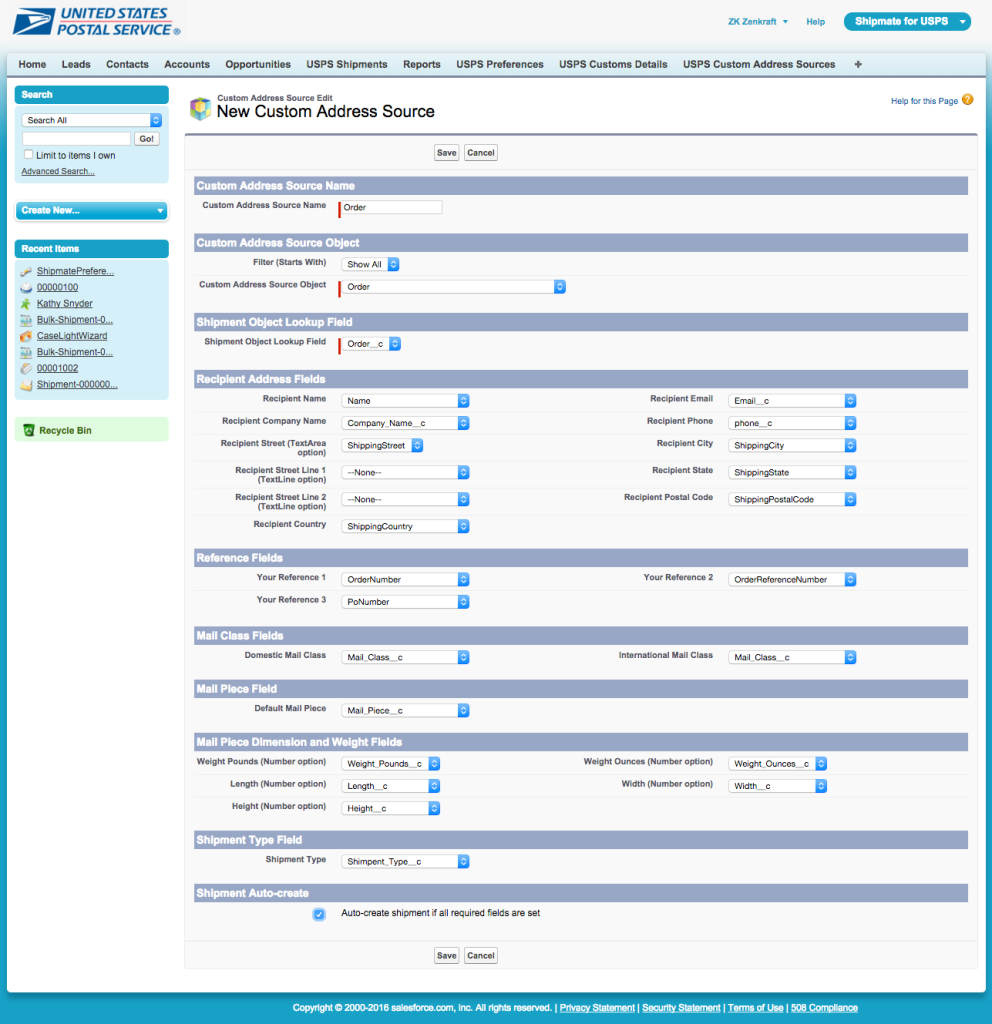 UNITED STATES
POSTAL SERVICE ®
ZK Zenkraft Help Shipmate for USPS
Home Leads Contacts Accounts Opportunities USPS Shipments Reports USPS Preferences USPS Customs Details USPS Custom Address Sources +
Search
Search All
Go!
Limit to items I own
Advanced Search...
Create New...
Recent Items
ShipmatePrefere...
00000100
Kathy Snyder
Bulk-Shipment-0...
CaseLightWizard
Bulk-Shipment-0...
00001002
Shipment-000000...
Recycle Bin
Custom Address Source Edit
New Custom Address Source
Help for this Page ?
Save Cancel
Custom Address Source Name
Custom Address Source Name Order
Custom Address Source Object
Filter (Starts With) Show All
Custom Address Source Object Order
Shipment Object Lookup Field
Shipment Object Lookup Field Order__c
Recipient Address Fields
Recipient Name Name Recipient Email Email__c
Recipient Company Name Company_Name__c Recipient Phone phone__c
Recipient Street (TextArea option) ShippingStreet Recipient City ShippingCity
Recipient Street Line 1 (TextLine option) --None-- Recipient State ShippingState
Recipient Street Line 2 (TextLine option) --None-- Recipient Postal Code ShippingPostalCode
Recipient Country ShippingCountry
Reference Fields
Your Reference 1 OrderNumber Your Reference 2 OrderReferenceNumber
Your Reference 3 PoNumber
Mail Class Fields
Domestic Mail Class Mail_Class__c International Mail Class Mail_Class__c
Mail Piece Field
Default Mail Piece Mail_Piece__c
Mail Piece Dimension and Weight Fields
Weight Pounds (Number option) Weight_Pounds__c Weight Ounces (Number option) Weight_Ounces__c
Length (Number option) Length__c Width (Number option) Width__c
Height (Number option) Height__c
Shipment Type Field
Shipment Type Shimpent_Type__c
Shipment Auto-create
Auto-create shipment if all required fields are set
Save Cancel
Copyright © 2000-2016 salesforce.com, inc. All rights reserved. | Privacy Statement | Security Statement | Terms of Use | 508 Compliance